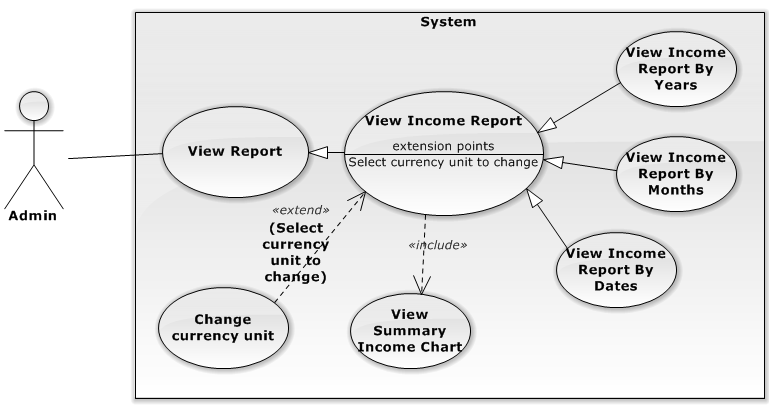 System
View Income
Report By
Years
View Income Report
extension points
Select currency unit to change
View Report
View Income
Report By
Months
Admin
«extend»
(Select
currency
unit to
change)
«include»
View Income
Report By
Dates
Change
currency unit
View
Summary
Income Chart